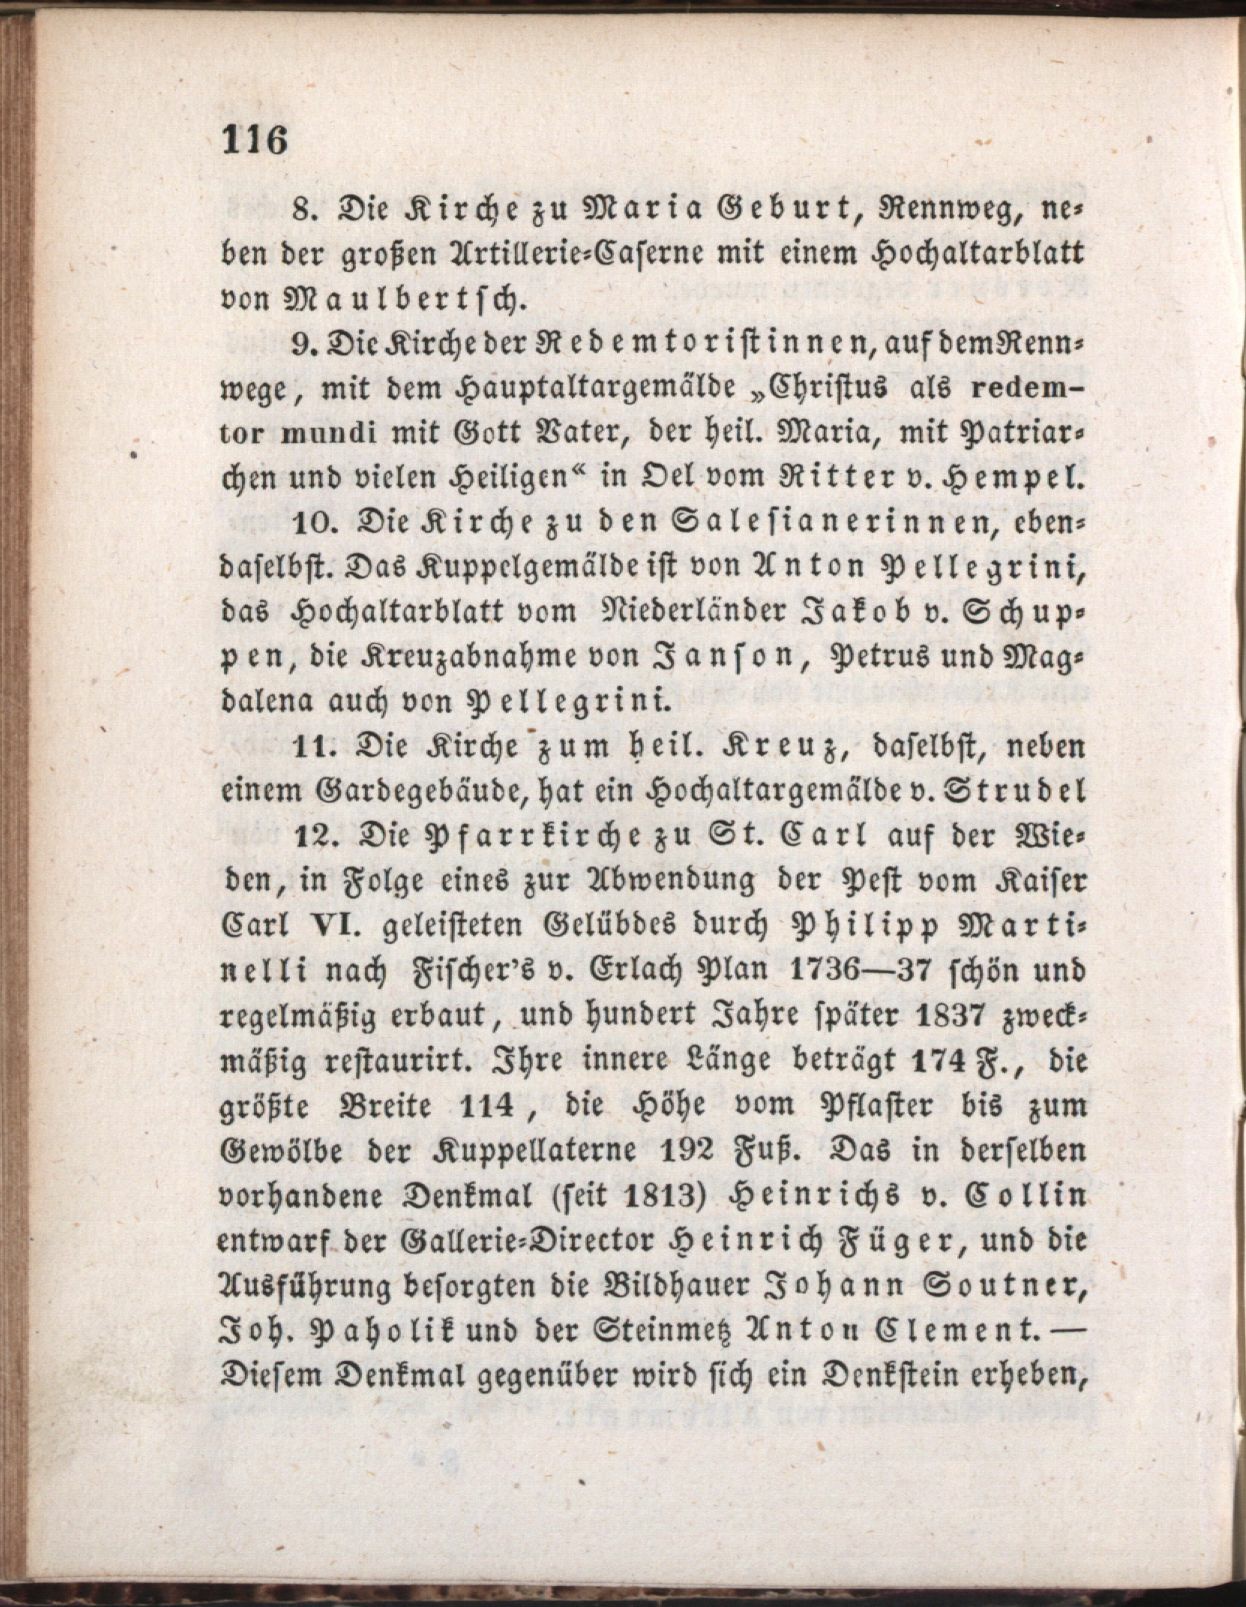 116
8. Die Kirche zu Maria Geburt, Rennweg, ne-
ben der großen Artillerie-Caserne mit einem Hochaltarblatt
von Maulbertsch.
9. Die Kirche der Redemtoristinnen, auf dem Renn-
wege, mit dem Hauptaltargemälde „Christus als redem-
tor mundi mit Gott Vater, der heil. Maria, mit Patriar-
chen und vielen Heiligen“ in Oel vom Ritter v. Hempel.
10. Die Kirche zu den Salesianerinnen, eben-
daselbst. Das Kuppelgemälde ist von Anton Pellegrini,
das Hochaltarblatt vom Niederländer Jakob v. Schup-
pen, die Kreuzabnahme von Janson, Petrus und Mag-
dalena auch von Pellegrini.
11. Die Kirche zum heil. Kreuz, daselbst, neben
einem Gardegebäude, hat ein Hochaltargemälde v. Strudel
12. Die Pfarrkirche zu St. Carl auf der Wie-
den, in Folge eines zur Abwendung der Pest vom Kaiser
Carl VI. geleisteten Gelübdes durch Philipp Marti-
nelli nach Fischer's v. Erlach Plan 1736—37 schön und
regelmäßig erbaut, und hundert Jahre später 1837 zweck-
mäßig restaurirt. Ihre innere Länge beträgt 174 F., die
größte Breite 114, die Höhe vom Pflaster bis zum
Gewölbe der Kuppellaterne 192 Fuß. Das in derselben
vorhandene Denkmal (seit 1813) Heinrichs v. Collin
entwarf der Gallerie-Director Heinrich Füger, und die
Ausführung besorgten die Bildhauer Johann Soutner,
Joh. Paholik und der Steinmetz Anton Clement. —
Diesem Denkmal gegenüber wird sich ein Denkstein erheben,